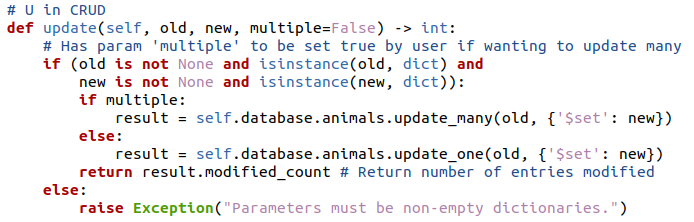 # U in CRUD
def update(self, old, new, multiple=False) -> int:
    # Has param 'multiple' to be set true by user if wanting to update many
    if (old is not None and isinstance(old, dict) and
        new is not None and isinstance(new, dict)):
        if multiple:
            result = self.database.animals.update_many(old, {'$set': new})
        else:
            result = self.database.animals.update_one(old, {'$set': new})
        return result.modified_count # Return number of entries modified
    else:
        raise Exception("Parameters must be non-empty dictionaries.")